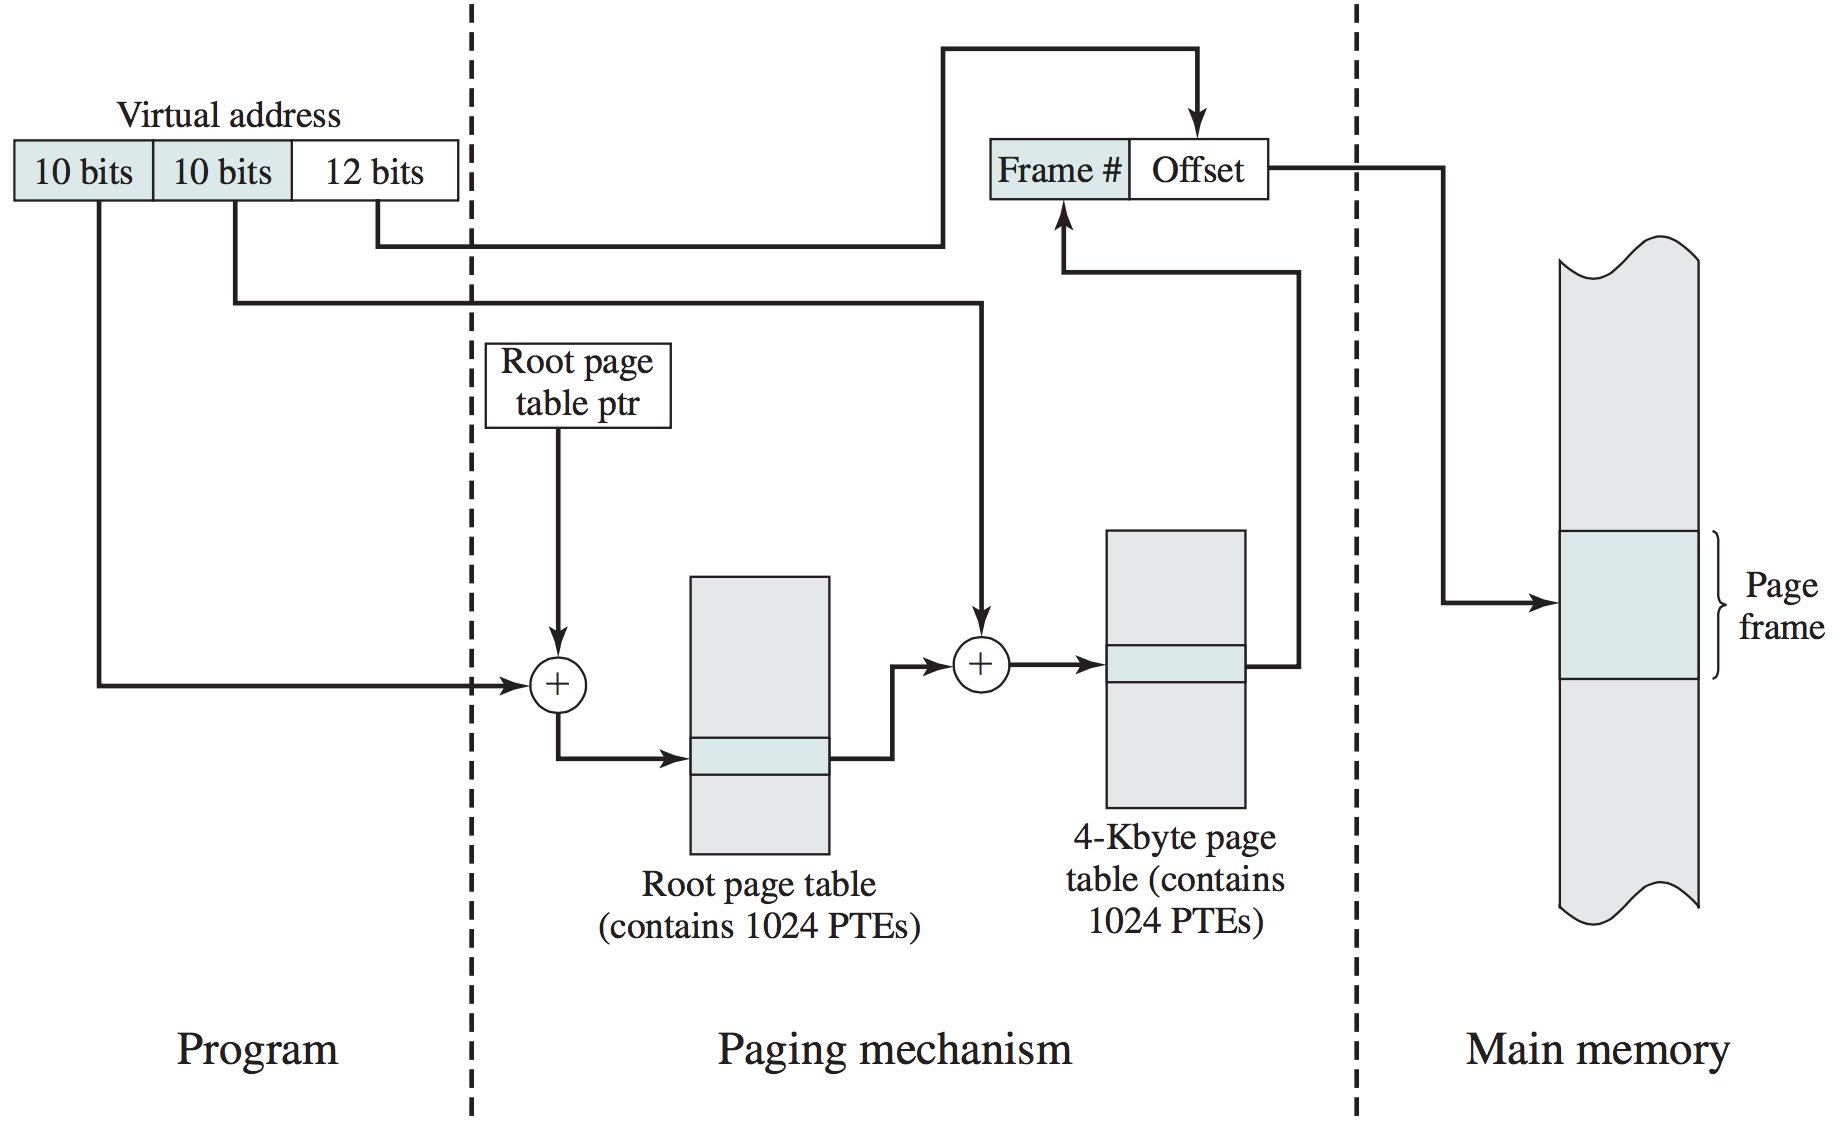 Virtual address
10 bits
10 bits
12 bits
Frame #
Offset
Root page
table ptr
+
+
Page
frame
Root page table
(contains 1024 PTEs)
4-Kbyte page
table (contains
1024 PTEs)
Program
Paging mechanism
Main memory